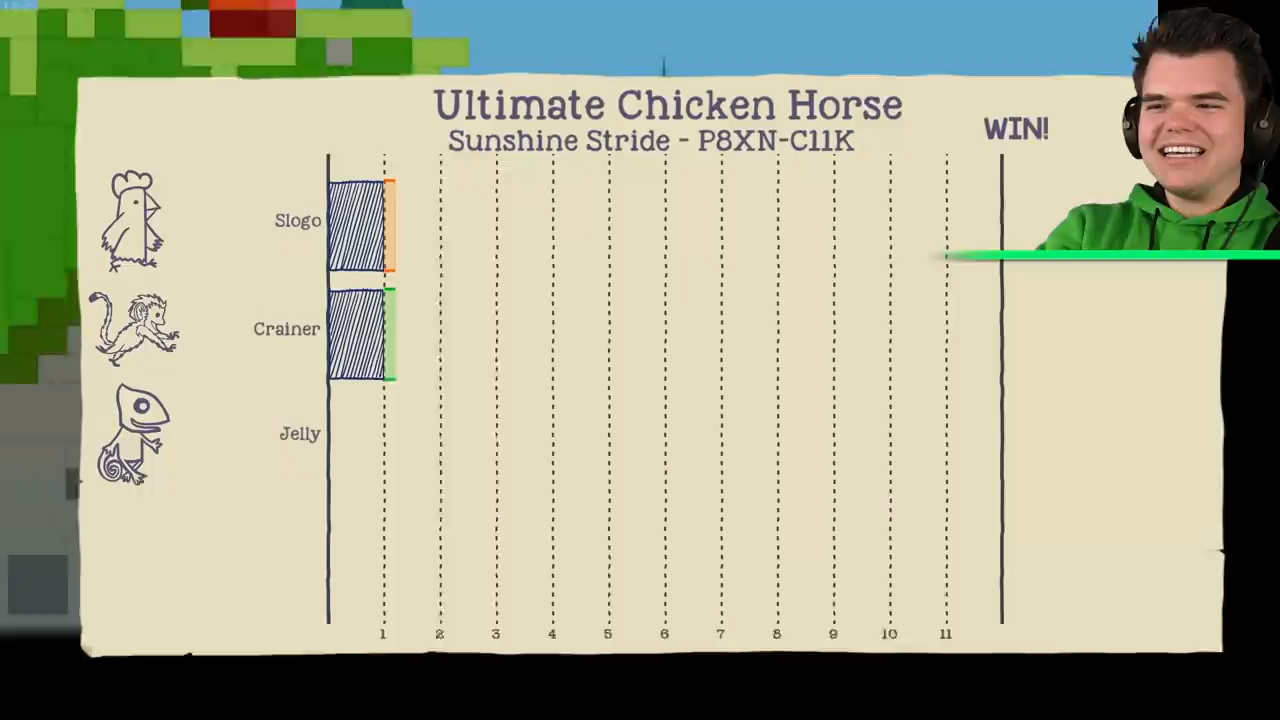 Ultimate Chicken Horse
Sunshine Stride - P8XN-C11K
WIN!
Slogo
Crainer
Jelly
1 2 3 4 5 6 7 8 9 10 11